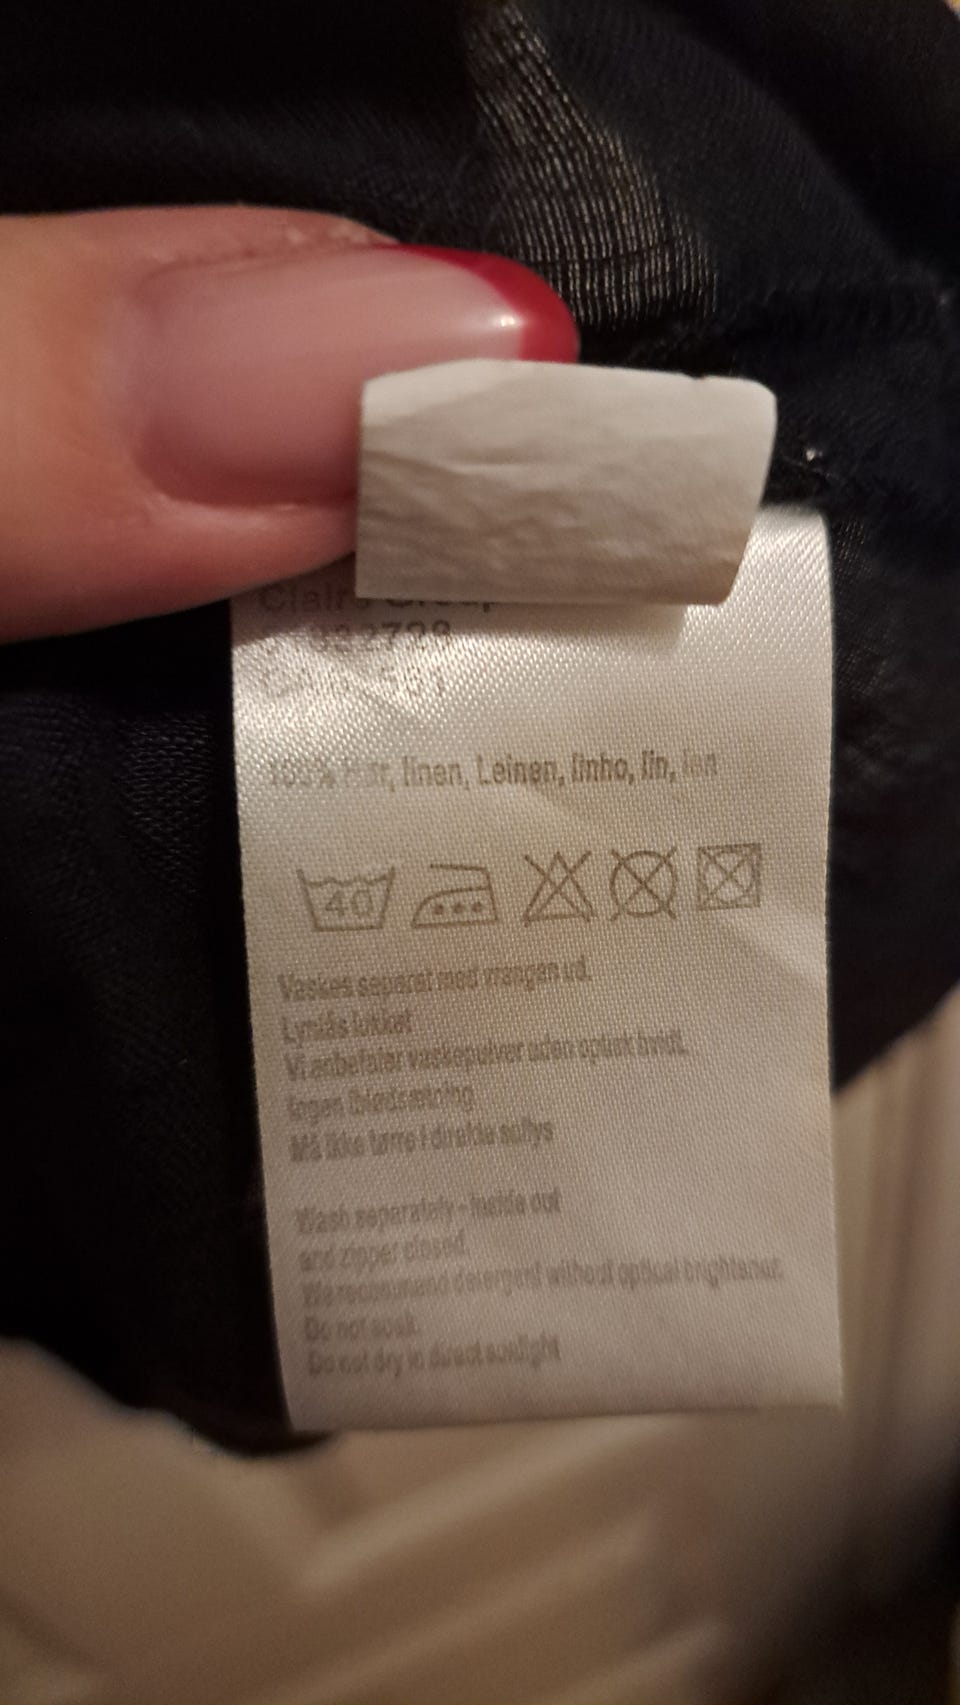 Group
100% Hør, linen, Leinen, linho, lin, len
40
Vaskes separat med vrangen ud.
Lynlås lukket
Vi anbefaler vaskepulver uden optisk hvidt.
Ingen iblødsætning
Må ikke tørre i direkte sollys
Wash separately - inside out
and zipper closed.
We recommend detergent without optical brightener.
Do not soak.
Do not dry in direct sunlight